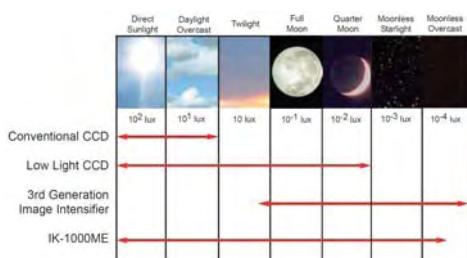 Direct Sunlight
Daylight Overcast
Twilight
Full Moon
Quarter Moon
Moonless Starlight
Moonless Overcast
10² lux
10¹ lux
10 lux
10⁻¹ lux
10⁻² lux
10⁻³ lux
10⁻⁴ lux
Conventional CCD
Low Light CCD
3rd Generation
Image Intensifier
IK-1000ME